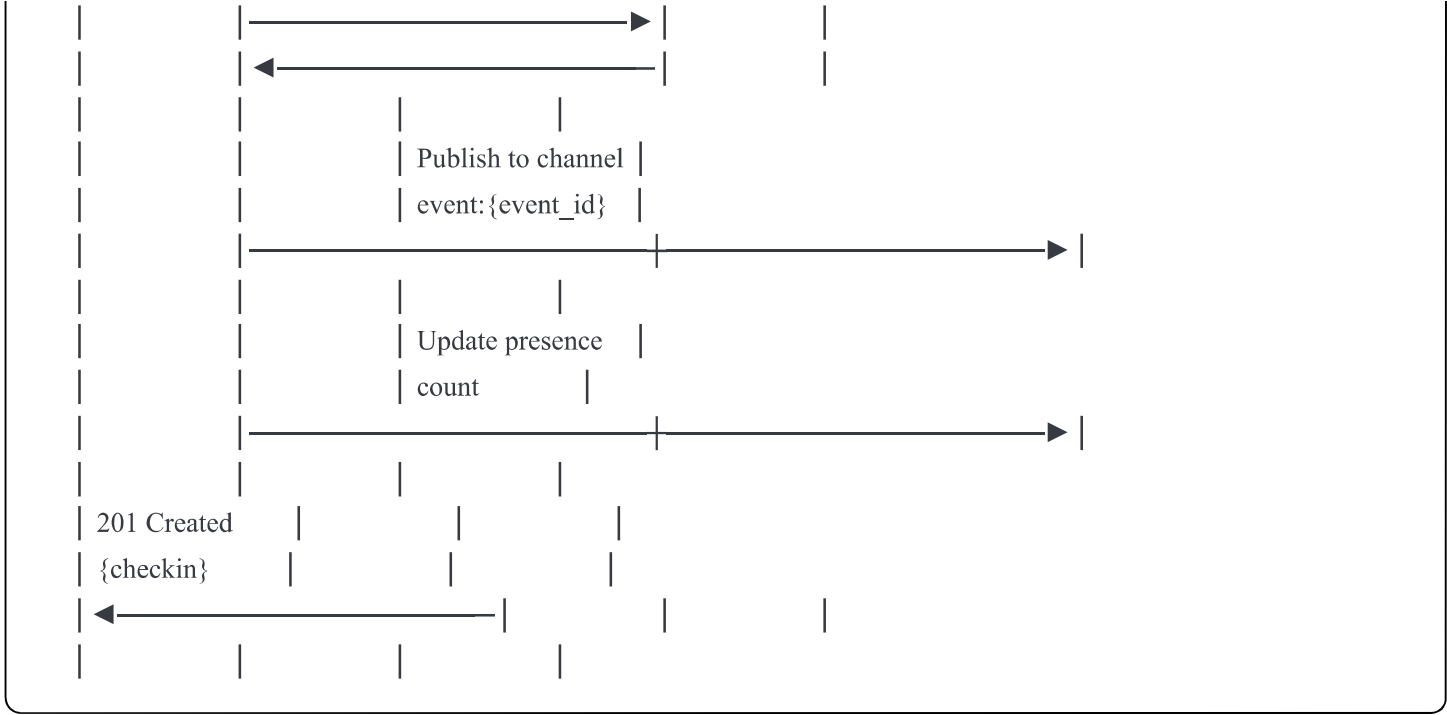 Publish to channel
event:{event_id}
Update presence
count
201 Created
{checkin}